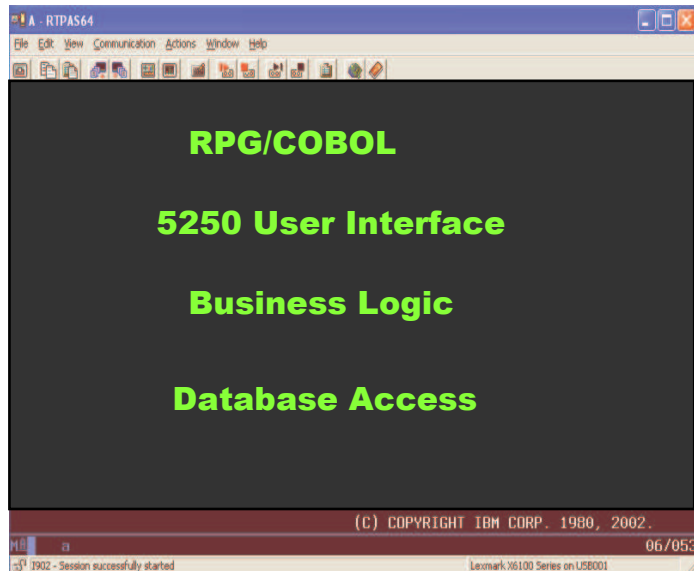 A - RTPAS64
File Edit View Communication Actions Window Help
RPG/COBOL
5250 User Interface
Business Logic
Database Access
(C) COPYRIGHT IBM CORP. 1980, 2002.
a 06/053
I902 - Session successfully started Lexmark X6100 Series on USB001